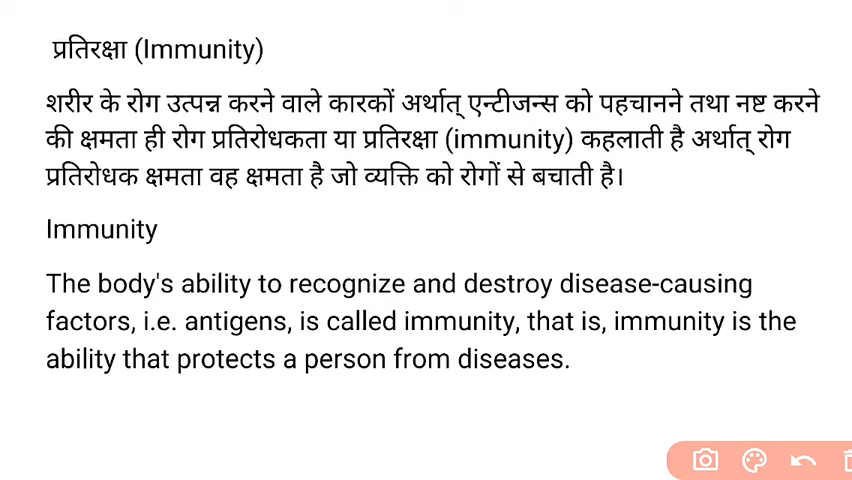 प्रतिरक्षा (Immunity)
शरीर के रोग उत्पन्न करने वाले कारकों अर्थात् एन्टीजन्स को पहचानने तथा नष्ट करने
की क्षमता ही रोग प्रतिरोधकता या प्रतिरक्षा (immunity) कहलाती है अर्थात् रोग
प्रतिरोधक क्षमता वह क्षमता है जो व्यक्ति को रोगों से बचाती है।
Immunity
The body's ability to recognize and destroy disease-causing
factors, i.e. antigens, is called immunity, that is, immunity is the
ability that protects a person from diseases.